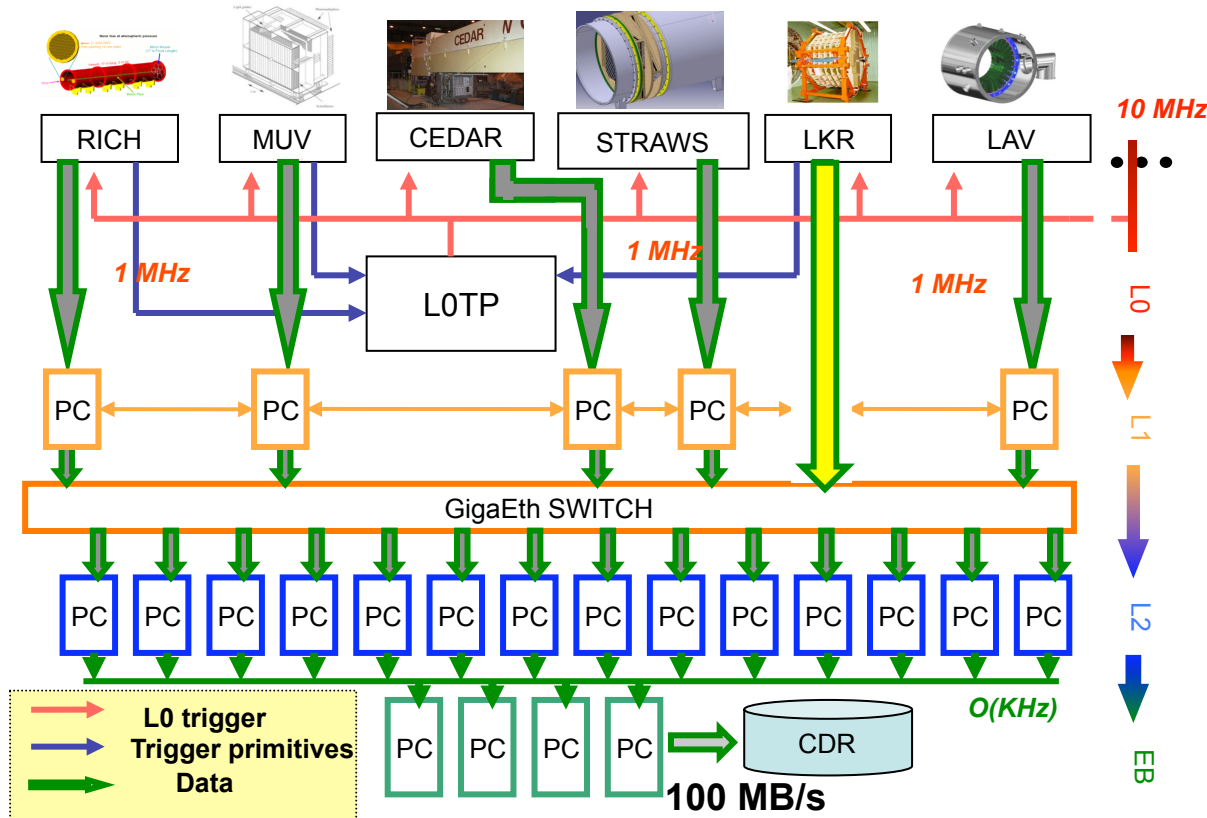 CEDAR
10 MHz
RICH
MUV
CEDAR
STRAWS
LKR
LAV
1 MHz
1 MHz
1 MHz
L0TP
L0
PC
PC
PC
PC
PC
L1
GigaEth SWITCH
PC
PC
PC
PC
PC
PC
PC
PC
PC
PC
PC
PC
PC
PC
L2
O(KHz)
L0 trigger
Trigger primitives
Data
PC
PC
PC
PC
CDR
100 MB/s
EB